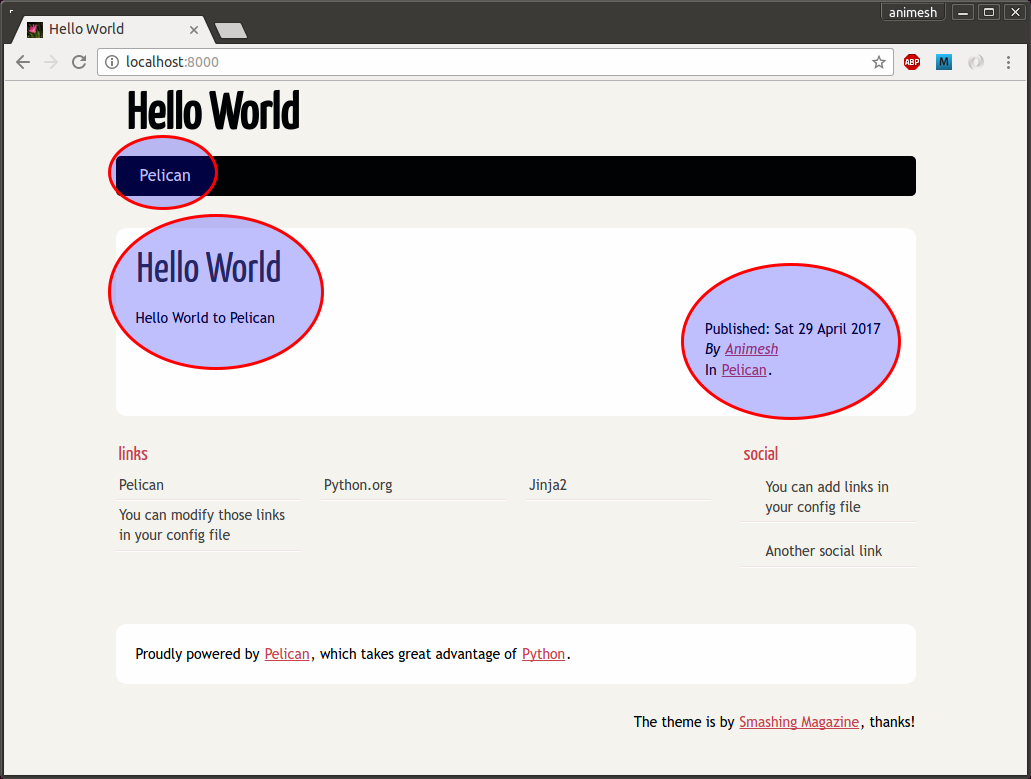 animesh
Hello World
localhost:8000
ABP
M
Hello World
Pelican
Hello World
Hello World to Pelican
Published: Sat 29 April 2017
By Animesh
In Pelican.
links
Pelican Python.org Jinja2
You can modify those links
in your config file
social
You can add links in
your config file
Another social link
Proudly powered by Pelican, which takes great advantage of Python.
The theme is by Smashing Magazine, thanks!